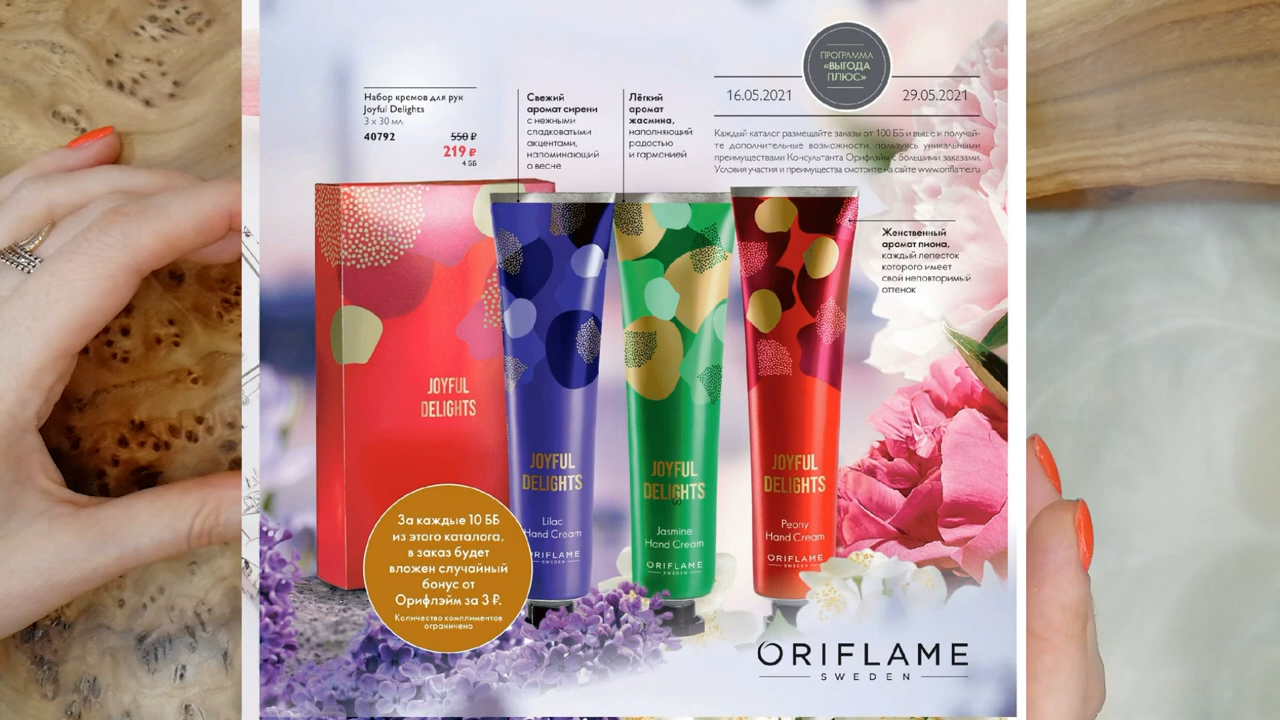 ПРОГРАММА
«ВЫГОДА
ПЛЮС»
16.05.2021
29.05.2021
Каждый каталог размещайте заказы от 100 ББ и выше и получай-
те дополнительные возможности, пользуясь уникальными
преимуществами Консультанта Орифлэйм с большими заказами.
Условия участия и преимущества смотрите на сайте www.oriflame.ru
Набор кремов для рук
Joyful Delights
3 х 30 мл
40792
550 ₽
219 ₽
4 ББ
Свежий
аромат сирени
с нежными
сладковатыми
акцентами,
напоминающий
о весне
Лёгкий
аромат
жасмина,
наполняющий
радостью
и гармонией
Женственный
аромат пиона,
каждый лепесток
которого имеет
свой неповторимый
оттенок
JOYFUL
DELIGHTS
JOYFUL
DELIGHTS
Lilac
Hand Cream
ORIFLAME
SWEDEN
JOYFUL
DELIGHTS
Jasmine
Hand Cream
ORIFLAME
SWEDEN
JOYFUL
DELIGHTS
Peony
Hand Cream
ORIFLAME
SWEDEN
За каждые 10 ББ
из этого каталога,
в заказ будет
вложен случайный
бонус от
Орифлэйм за 3 ₽.
Количество комплиментов
ограничено
ORIFLAME
SWEDEN